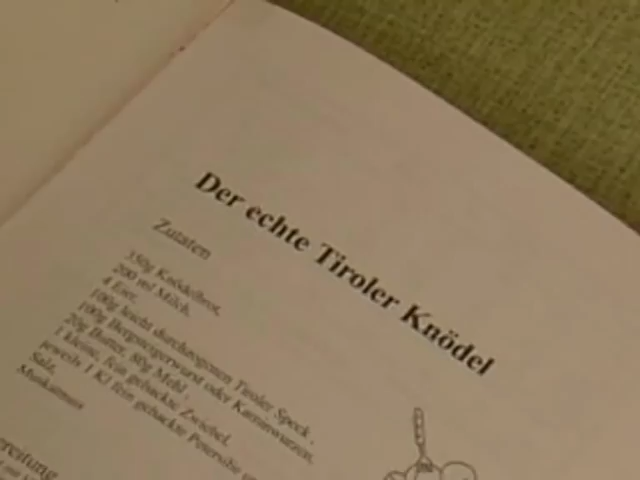 Der echte Tiroler Knödel
Zutaten
350g Knödelbrot,
200 ml Milch,
4 Eier,
100g leicht durchzogenen Tiroler Speck,
100g Bergsteigerwurst oder Kaminwurzen,
20g Butter, 80g Mehl,
1 kleine, fein gehackte Zwiebel,
jeweils 1 Kl fein gehackte Petersilie
Salz,
Muskatnuss